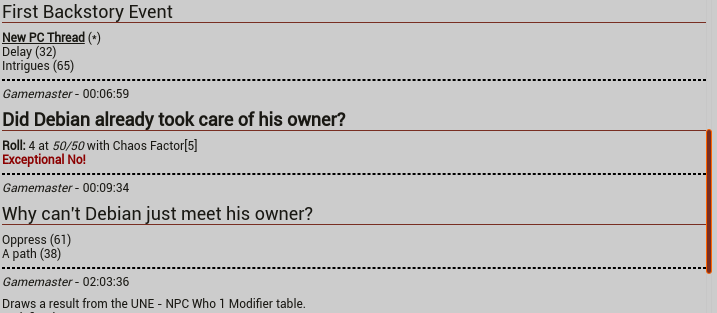 First Backstory Event
New PC Thread (*)
Delay (32)
Intrigues (65)
Gamemaster - 00:06:59
Did Debian already took care of his owner?
Roll: 4 at 50/50 with Chaos Factor[5]
Exceptional No!
Gamemaster - 00:09:34
Why can't Debian just meet his owner?
Oppress (61)
A path (38)
Gamemaster - 02:03:36
Draws a result from the UNE - NPC Who 1 Modifier table.